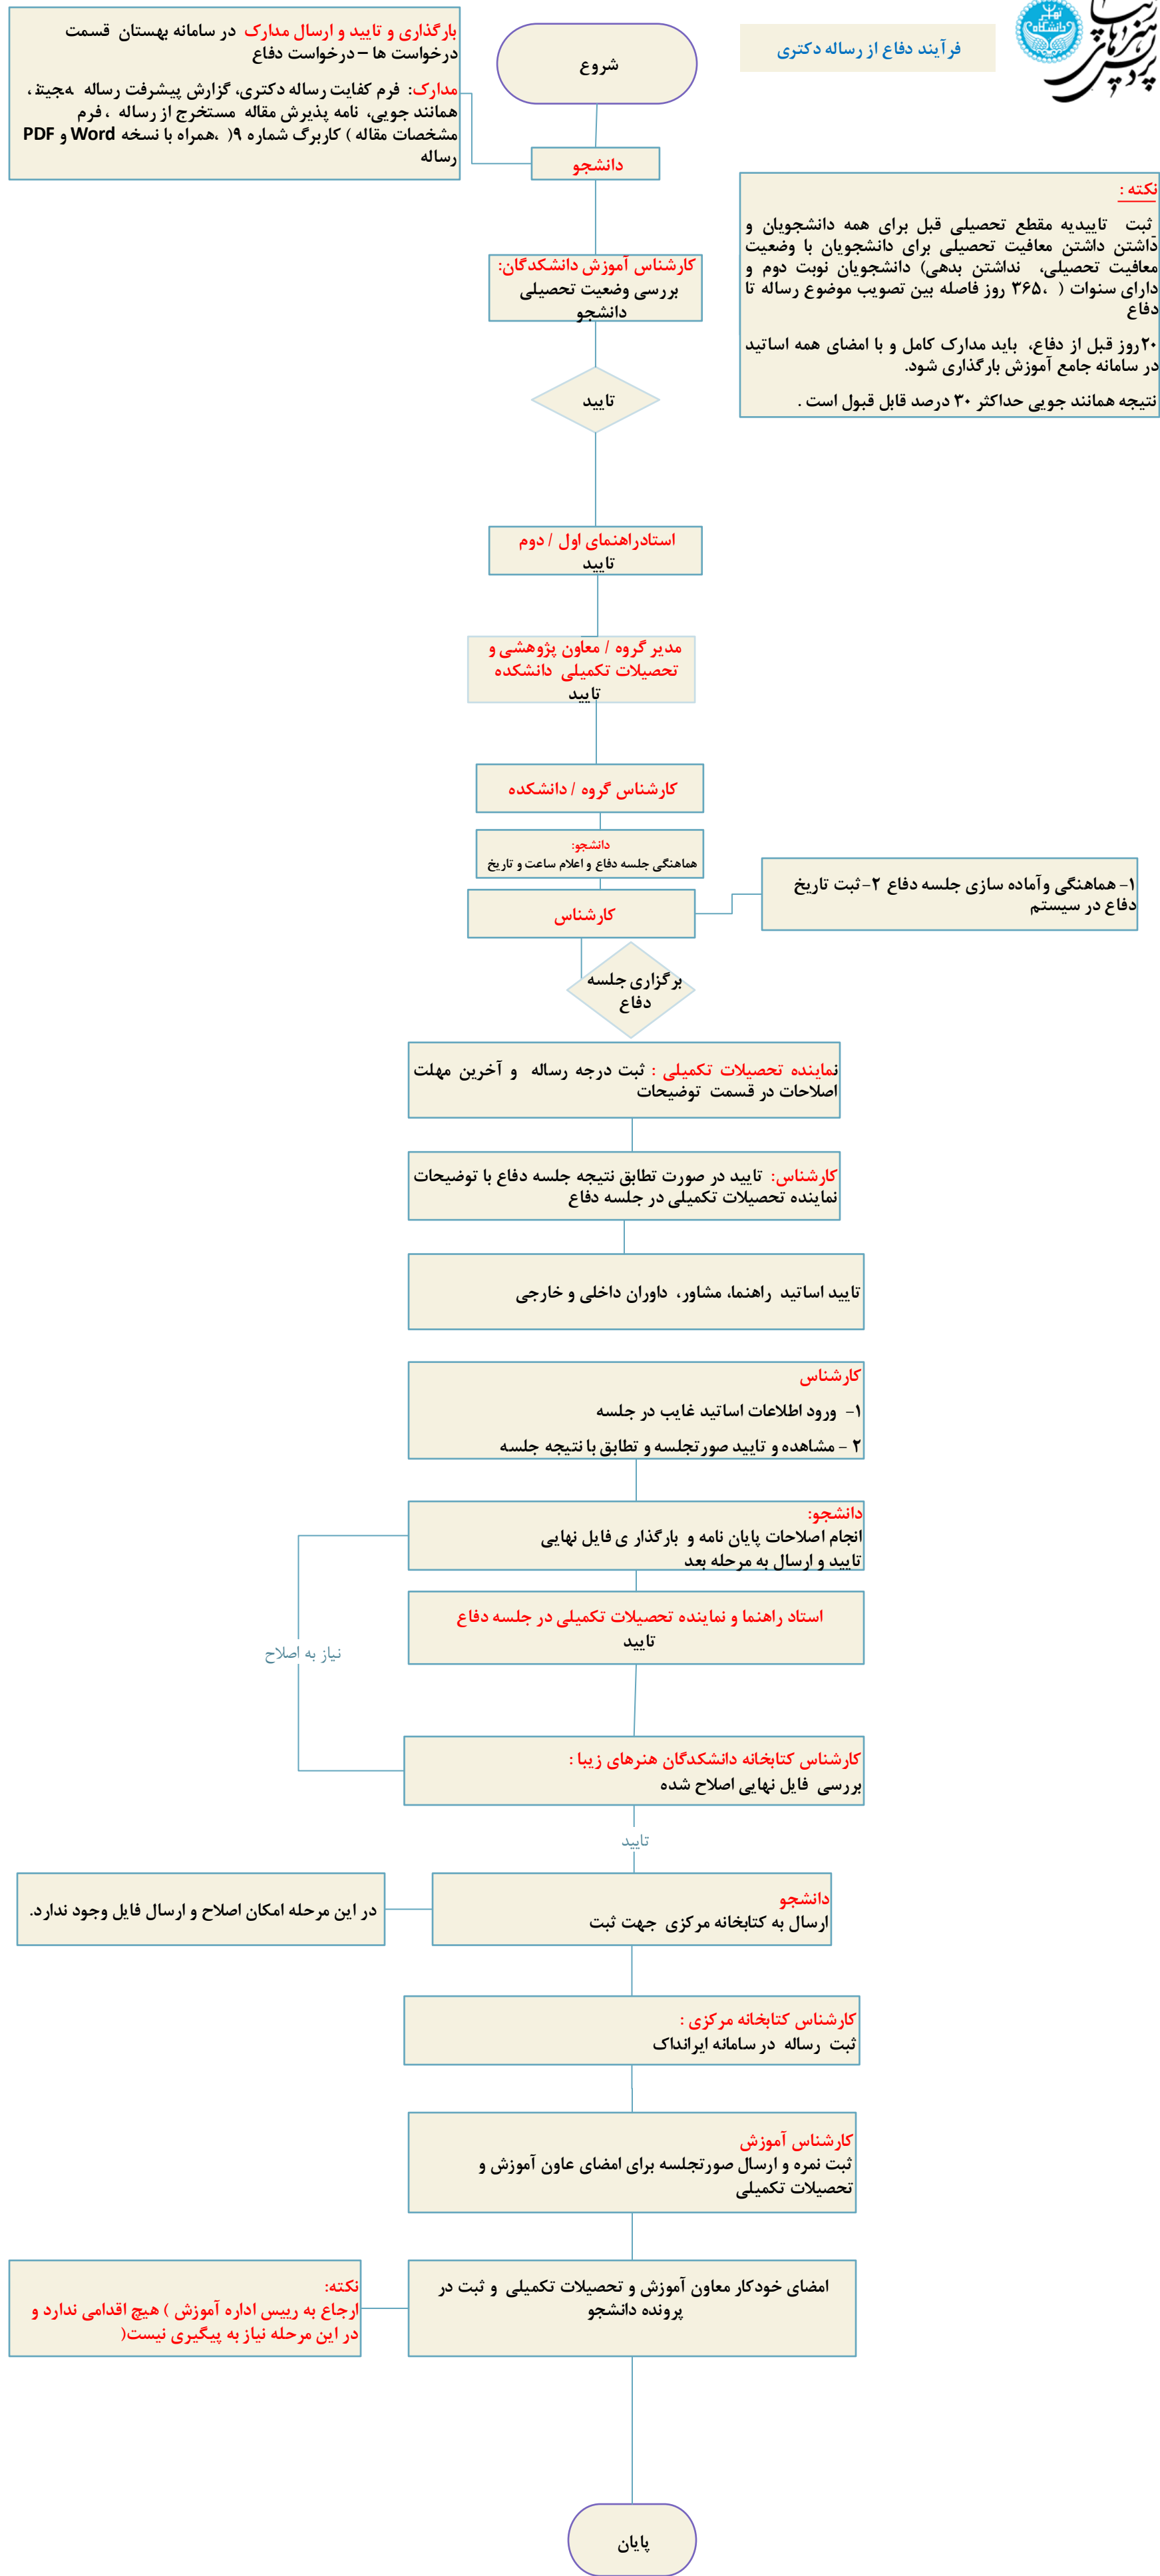 فرآیند دفاع از رساله دکتری
پردیس هنرهای زیبا
شروع
بارگذاری و تایید و ارسال مدارک در سامانه بهستان قسمت
درخواست ها – درخواست دفاع
مدارک: فرم کفایت رساله دکتری، گزارش پیشرفت رساله
همانند جویی، نامه پذیرش مقاله مستخرج از رساله ، فرم
مشخصات مقاله ) کاربرگ شماره ۹( ،همراه با نسخه Word و PDF
رساله
دانشجو
نکته :
ثبت تاییدیه مقطع تحصیلی قبل برای همه دانشجویان و
داشتن داشتن معافیت تحصیلی برای دانشجویان با وضعیت
معافیت تحصیلی، نداشتن بدهی) دانشجویان نوبت دوم و
دارای سنوات ( ،۳۶۵ روز فاصله بین تصویب موضوع رساله تا
دفاع
۲۰روز قبل از دفاع، باید مدارک کامل و با امضای همه اساتید
در سامانه جامع آموزش بارگذاری شود.
نتیجه همانند جویی حداکثر ۳۰ درصد قابل قبول است .
کارشناس آموزش دانشکدگان:
بررسی وضعیت تحصیلی
دانشجو
تایید
استادراهنمای اول / دوم
تایید
مدیر گروه / معاون پژوهشی و
تحصیلات تکمیلی دانشکده
تایید
کارشناس گروه / دانشکده
دانشجو:
هماهنگی جلسه دفاع و اعلام ساعت و تاریخ
کارشناس
۱- هماهنگی وآماده سازی جلسه دفاع ۲-ثبت تاریخ
دفاع در سیستم
برگزاری جلسه
دفاع
نماینده تحصیلات تکمیلی : ثبت درجه رساله و آخرین مهلت
اصلاحات در قسمت توضیحات
کارشناس: تایید در صورت تطابق نتیجه جلسه دفاع با توضیحات
نماینده تحصیلات تکمیلی در جلسه دفاع
تایید اساتید راهنما، مشاور، داوران داخلی و خارجی
کارشناس
۱- ورود اطلاعات اساتید غایب در جلسه
۲ – مشاهده و تایید صورتجلسه و تطابق با نتیجه جلسه
دانشجو:
انجام اصلاحات پایان نامه و بارگذار ی فایل نهایی
تایید و ارسال به مرحله بعد
استاد راهنما و نماینده تحصیلات تکمیلی در جلسه دفاع
تایید
نیاز به اصلاح
کارشناس کتابخانه دانشکدگان هنرهای زیبا :
بررسی فایل نهایی اصلاح شده
تایید
دانشجو
ارسال به کتابخانه مرکزی جهت ثبت
در این مرحله امکان اصلاح و ارسال فایل وجود ندارد.
کارشناس کتابخانه مرکزی :
ثبت رساله در سامانه ایرانداک
کارشناس آموزش
ثبت نمره و ارسال صورتجلسه برای امضای عاون آموزش و
تحصیلات تکمیلی
امضای خودکار معاون آموزش و تحصیلات تکمیلی و ثبت در
پرونده دانشجو
نکته:
ارجاع به رییس اداره آموزش ) هیچ اقدامی ندارد و
در این مرحله نیاز به پیگیری نیست(
پایان